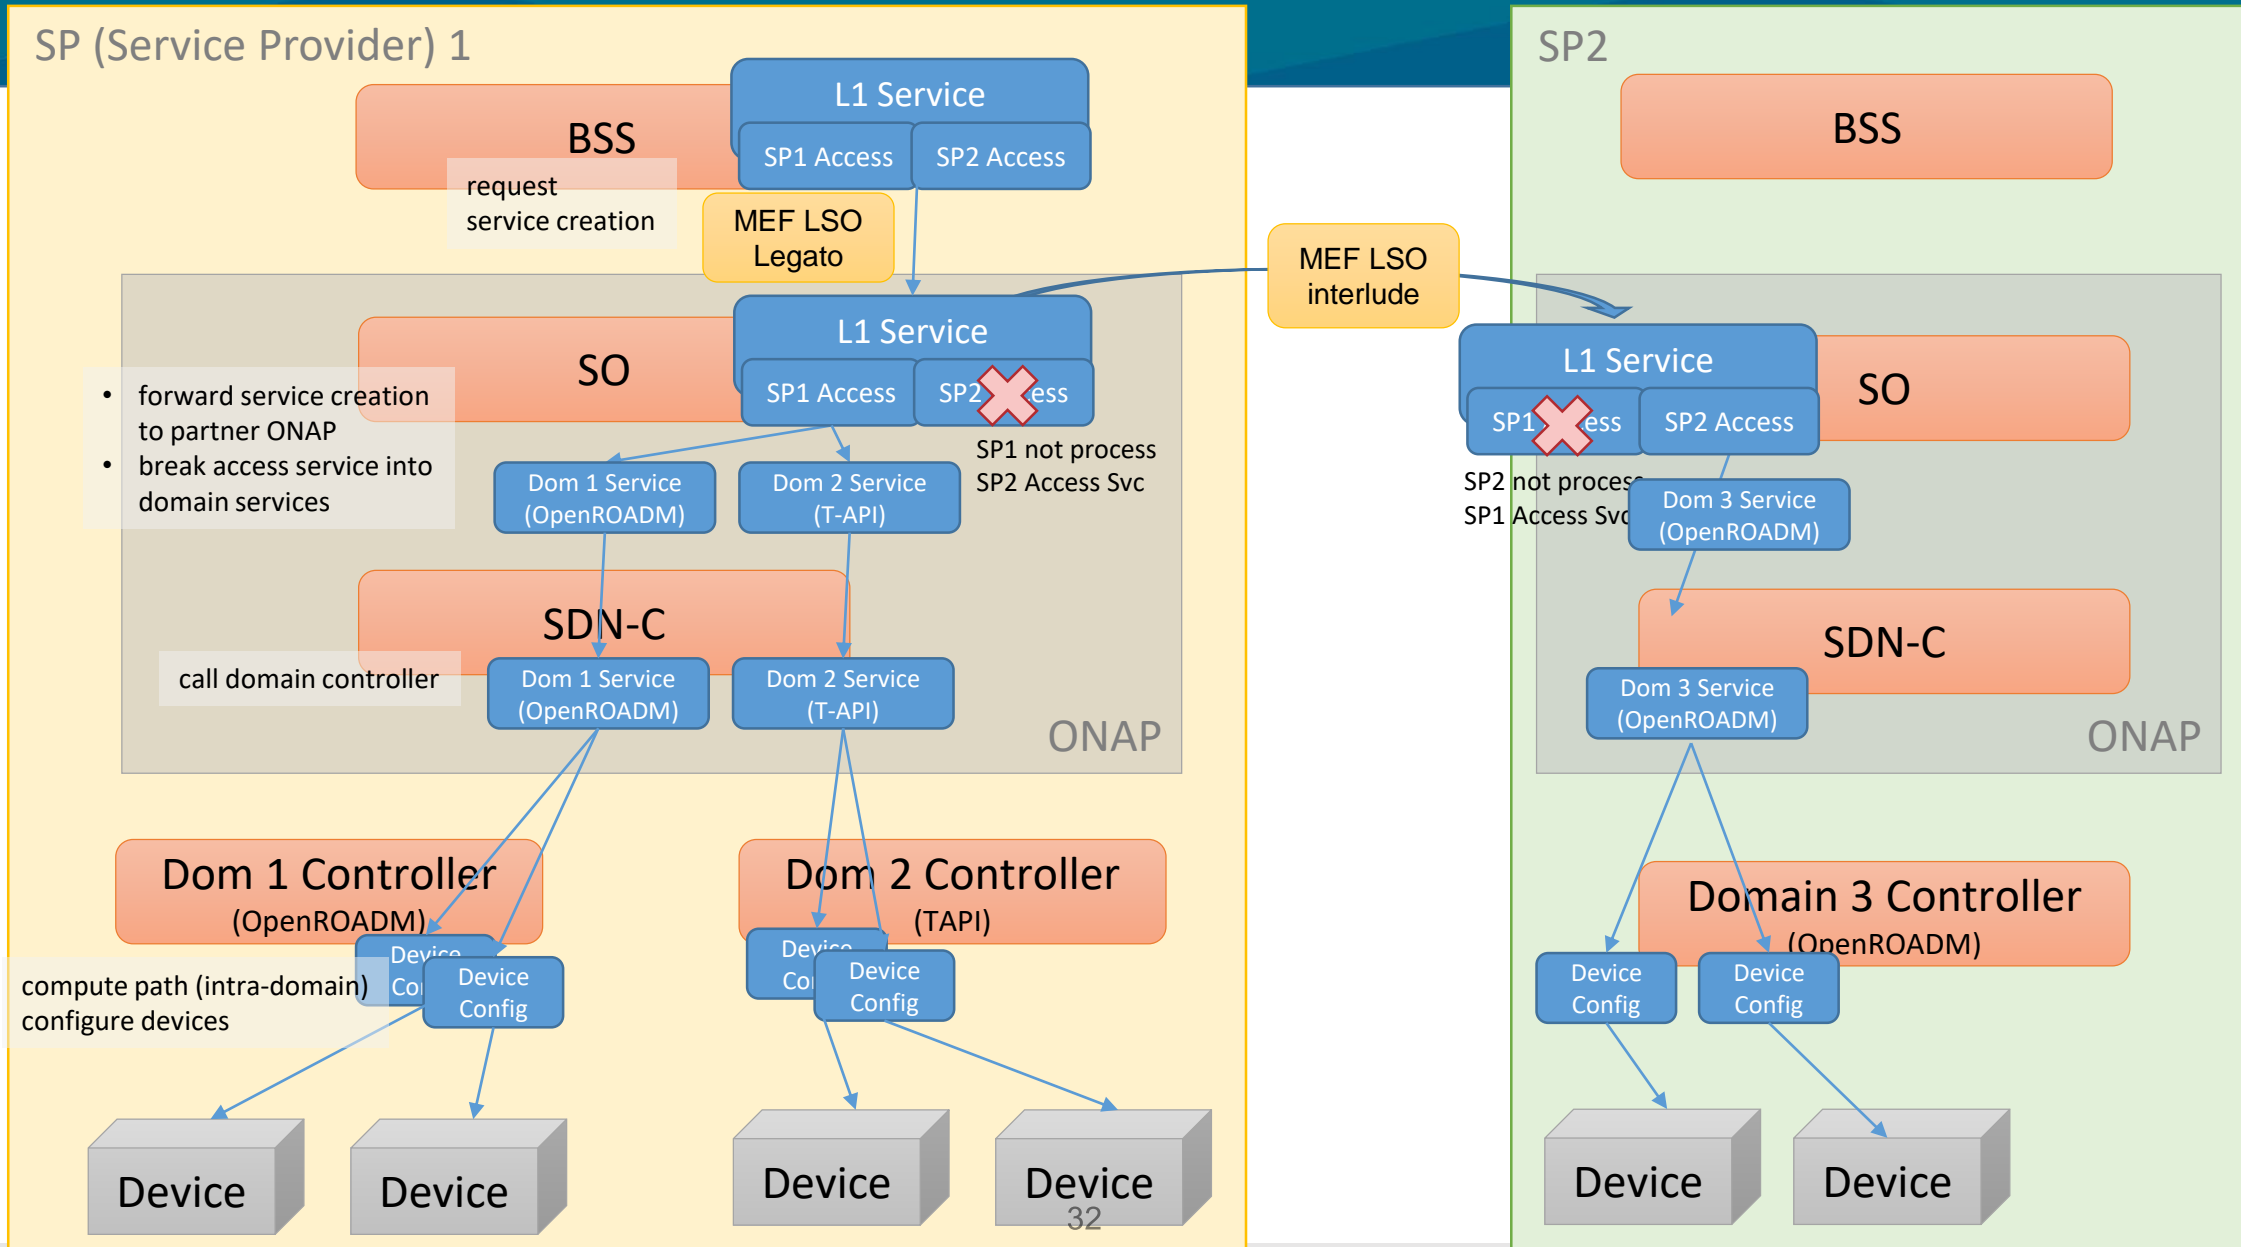 SP (Service Provider) 1
BSS
L1 Service
SP1 Access
SP2 Access
request
service creation
MEF LSO
Legato
SO
L1 Service
SP1 Access
SP2 ess
• forward service creation
to partner ONAP
• break access service into
domain services
SP1 not process
SP2 Access Svc
Dom 1 Service
(OpenROADM)
Dom 2 Service
(T-API)
SDN-C
call domain controller
Dom 1 Service
(OpenROADM)
Dom 2 Service
(T-API)
ONAP
Dom 1 Controller
(OpenROADM)
Device
Device
Config
compute path (intra-domain)
configure devices
Dom 2 Controller
(TAPI)
Device
Device
Config
Device
Device
Device
Device
32
MEF LSO
interlude
SP2
BSS
L1 Service
SP1 ess
SP2 Access
SO
SP2 not process
SP1 Access Svc
Dom 3 Service
(OpenROADM)
SDN-C
Dom 3 Service
(OpenROADM)
ONAP
Domain 3 Controller
(OpenROADM)
Device
Config
Device
Config
Device
Device